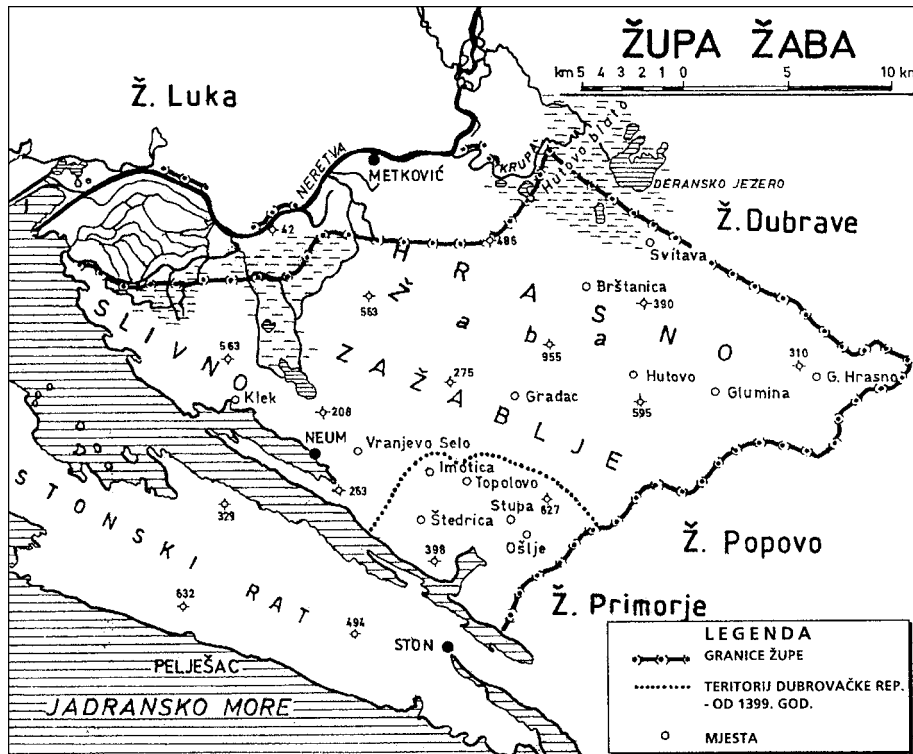 ŽUPA ŽABA
km 5 4 3 2 1 0 5 10 km
Ž. Luka
NERETVA
METKOVIĆ
KRUPA
Hutovo blato
DERANSKO JEZERO
Ž. Dubrave
42
486
Svitava
HRASNO
Žaba
Brštanica
390
563
SLIVNO
563
ZAŽABLJE
955
310
275
Hutovo
G. Hrasno
Klek
Gradac
Glumina
208
595
NEUM
Vranjevo Selo
Imotica
Topolovo
STONSKI RAT
263
627
329
Stupa
Štedrica
Ošlje
Ž. Popovo
398
632
Ž. Primorje
494
STON
PELJEŠAC
JADRANSKO MORE
LEGENDA
GRANICE ŽUPE
TERITORIJ DUBROVAČKE REP.
- OD 1399. GOD.
MJESTA